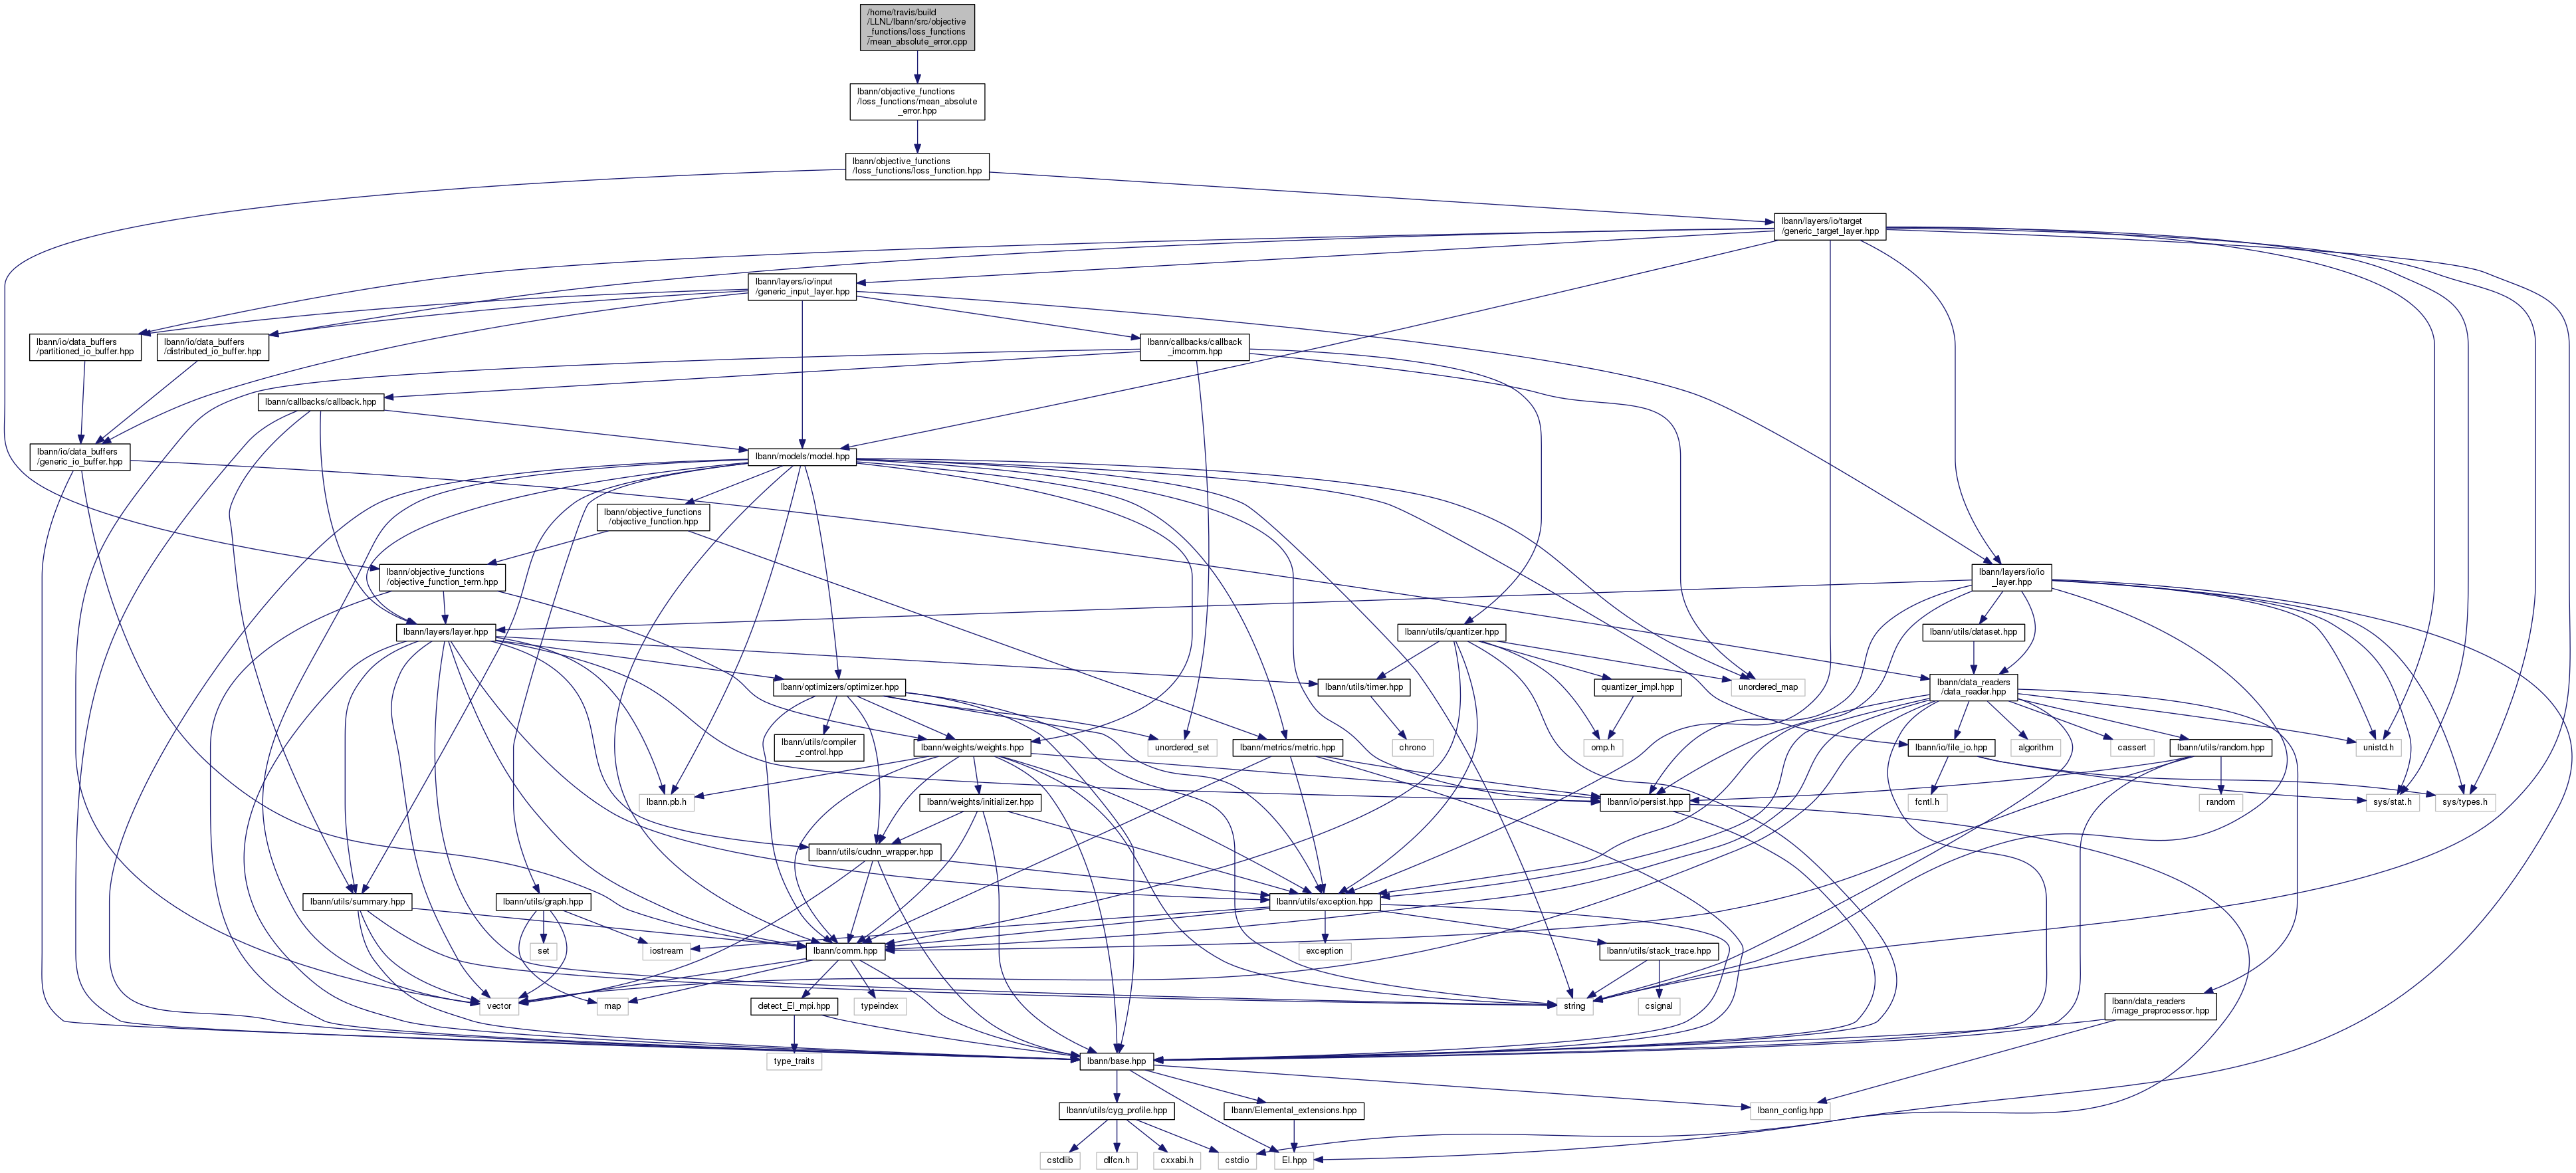 /home/travis/build
/LLNL/lbann/src/objective
_functions/loss_functions
/mean_absolute_error.cpp
lbann/objective_functions
/loss_functions/mean_absolute
_error.hpp
lbann/objective_functions
/loss_functions/loss_function.hpp
lbann/layers/io/target
/generic_target_layer.hpp
lbann/layers/io/input
/generic_input_layer.hpp
lbann/io/data_buffers
/partitioned_io_buffer.hpp
lbann/io/data_buffers
/distributed_io_buffer.hpp
lbann/callbacks/callback
_imcomm.hpp
lbann/callbacks/callback.hpp
lbann/io/data_buffers
/generic_io_buffer.hpp
lbann/models/model.hpp
lbann/objective_functions
/objective_function.hpp
lbann/objective_functions
/objective_function_term.hpp
lbann/layers/io/io
_layer.hpp
lbann/layers/layer.hpp
lbann/utils/quantizer.hpp
lbann/utils/dataset.hpp
lbann/optimizers/optimizer.hpp
lbann/utils/timer.hpp
quantizer_impl.hpp
unordered_map
lbann/data_readers
/data_reader.hpp
lbann/utils/compiler
_control.hpp
lbann/weights/weights.hpp
unordered_set
lbann/metrics/metric.hpp
chrono
omp.h
lbann/io/file_io.hpp
algorithm
cassert
lbann/utils/random.hpp
unistd.h
lbann.pb.h
lbann/weights/initializer.hpp
lbann/io/persist.hpp
fcntl.h
random
sys/stat.h
sys/types.h
lbann/utils/cudnn_wrapper.hpp
lbann/utils/summary.hpp
lbann/utils/graph.hpp
lbann/utils/exception.hpp
set
iostream
lbann/comm.hpp
exception
lbann/utils/stack_trace.hpp
vector
map
detect_El_mpi.hpp
typeindex
string
csignal
lbann/data_readers
/image_preprocessor.hpp
type_traits
lbann/base.hpp
lbann/utils/cyg_profile.hpp
lbann/Elemental_extensions.hpp
lbann_config.hpp
cstdlib
dlfcn.h
cxxabi.h
cstdio
El.hpp